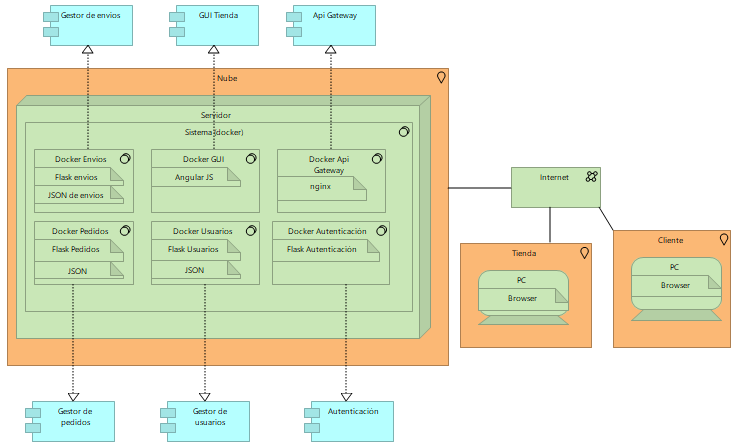 Gestor de envios
GUI Tienda
Api Gateway
Nube
Servidor
Sistema (docker)
Docker Envios
Flask envios
JSON de envios
Docker GUI
Angular JS
Docker Api
Gateway
nginx
Docker Pedidos
Flask Pedidos
JSON
Docker Usuarios
Flask Usuarios
JSON
Docker Autenticación
Flask Autenticación
Internet
Tienda
PC
Browser
Cliente
PC
Browser
Gestor de
pedidos
Gestor de
usuarios
Autenticación